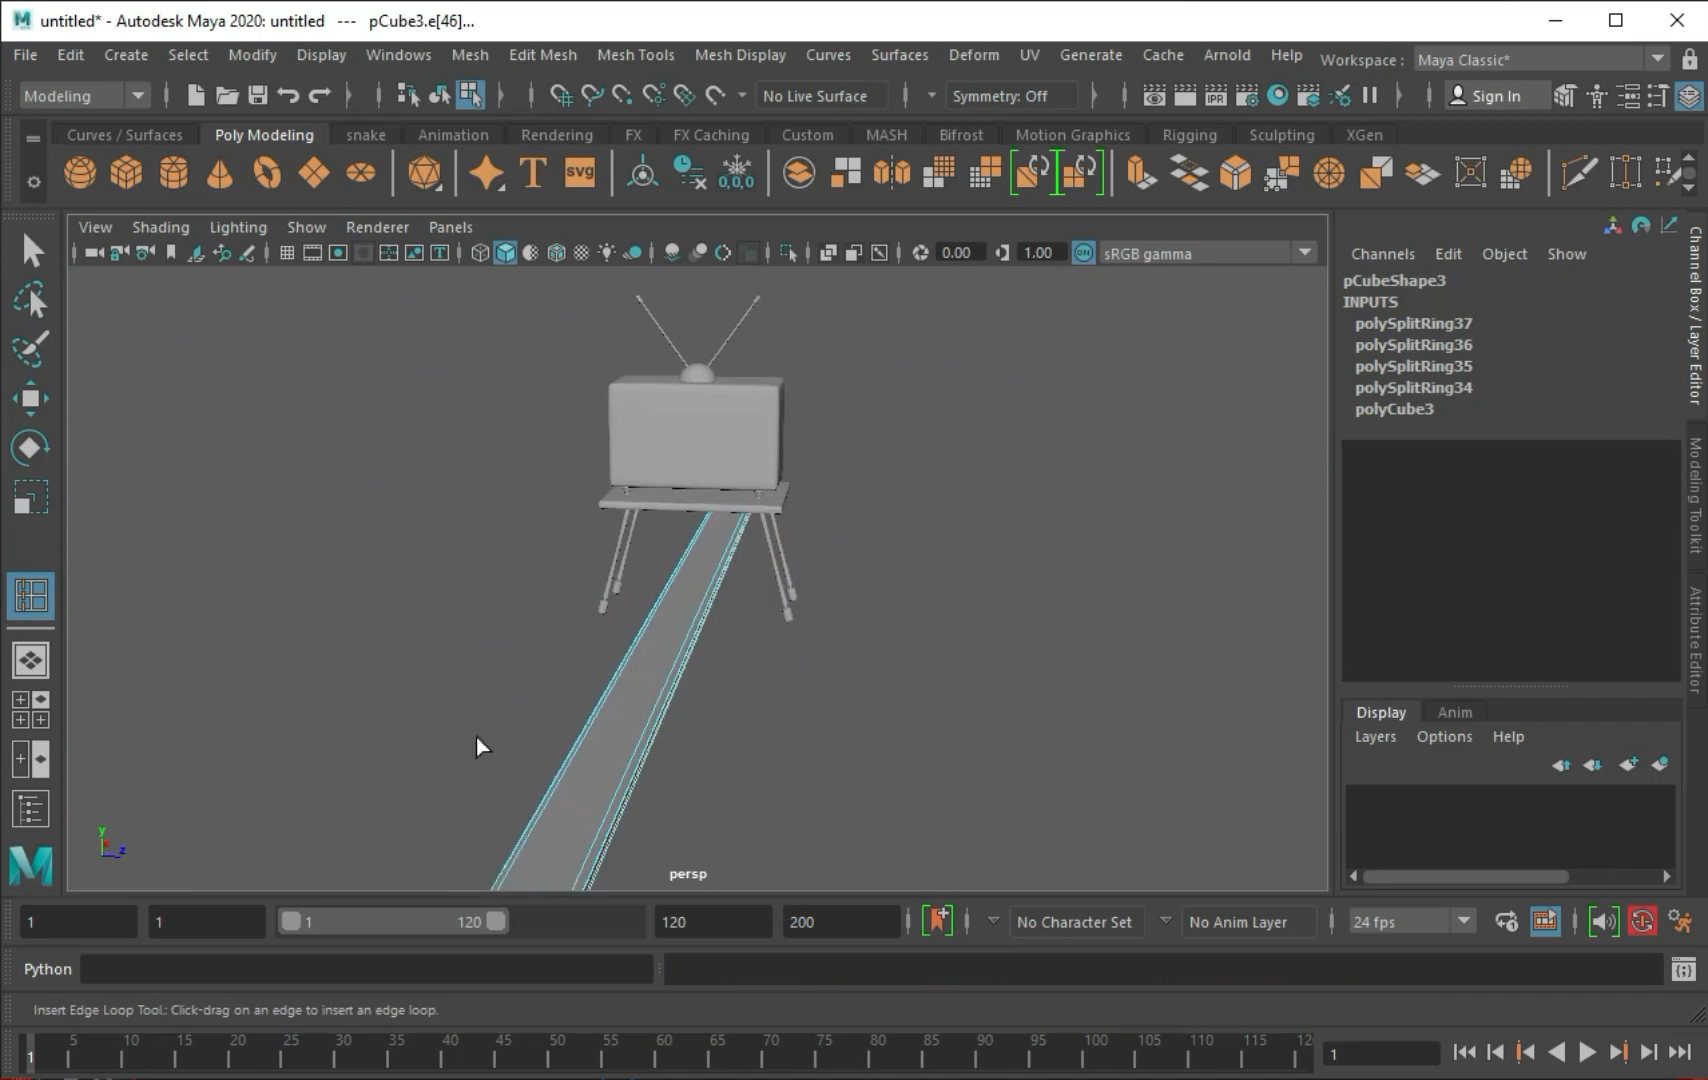 untitled* - Autodesk Maya 2020: untitled --- pCube3.e[46]...
File Edit Create Select Modify Display Windows Mesh Edit Mesh Mesh Tools Mesh Display Curves Surfaces Deform UV Generate Cache Arnold Help Workspace : Maya Classic*
Modeling No Live Surface Symmetry: Off IPR Sign In
Curves / Surfaces Poly Modeling snake Animation Rendering FX FX Caching Custom MASH Bifrost Motion Graphics Rigging Sculpting XGen
T svg 0,0,0
View Shading Lighting Show Renderer Panels
0.00 1.00 ON sRGB gamma
Channels Edit Object Show
pCubeShape3
INPUTS
polySplitRing37
polySplitRing36
polySplitRing35
polySplitRing34
polyCube3
Channel Box / Layer Editor
Modeling Toolkit
Attribute Editor
Display Anim
Layers Options Help
y
x
z
persp
1 1 1 120 120 200 No Character Set No Anim Layer 24 fps
Python
Insert Edge Loop Tool: Click-drag on an edge to insert an edge loop.
5 10 15 20 25 30 35 40 45 50 55 60 65 70 75 80 85 90 95 100 105 110 115 12
1 1